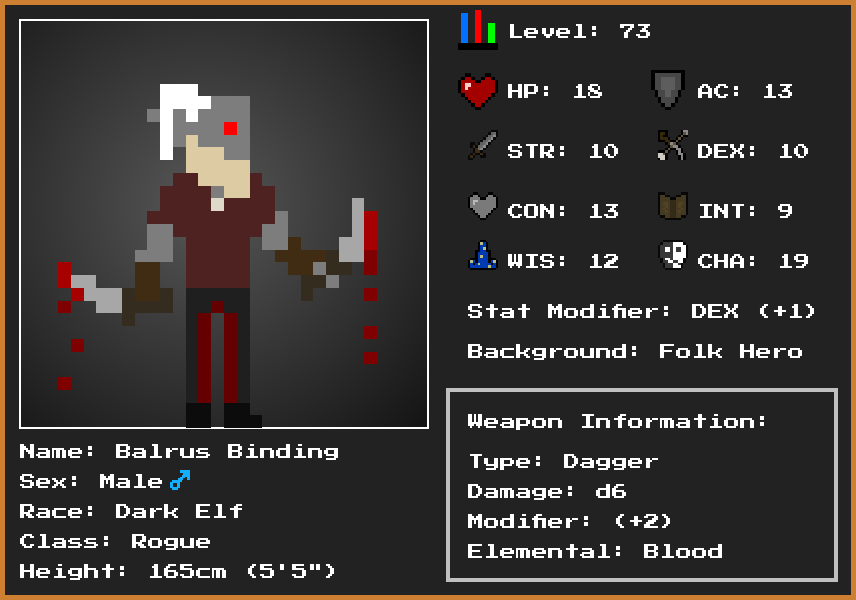 Level: 73
HP: 18
AC: 13
STR: 10
DEX: 10
CON: 13
INT: 9
WIS: 12
CHA: 19
Stat Modifier: DEX (+1)
Background: Folk Hero
Weapon Information:
Type: Dagger
Damage: d6
Modifier: (+2)
Elemental: Blood
Name: Balrus Binding
Sex: Male♂
Race: Dark Elf
Class: Rogue
Height: 165cm (5'5")